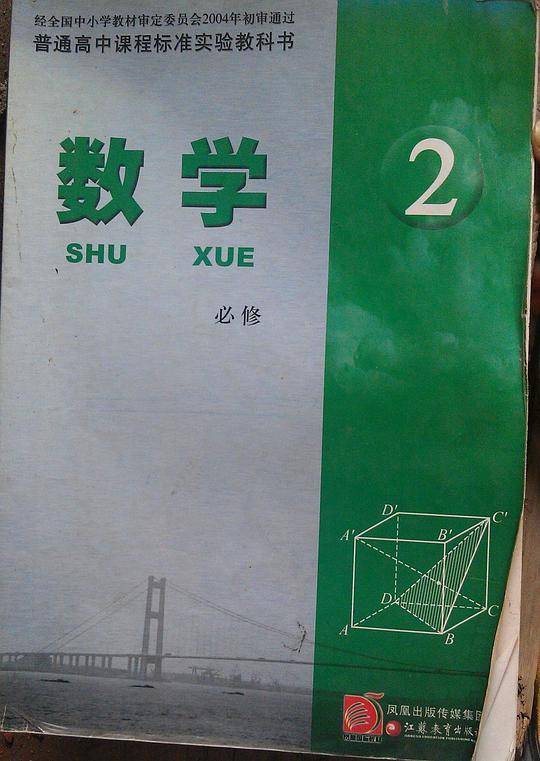 经全国中小学教材审定委员会2004年初审通过
普通高中课程标准实验教科书
数 学
SHU XUE
2
必修
D' C'
A' B'
D C
A B
凤凰出版传媒集
江苏教育出版